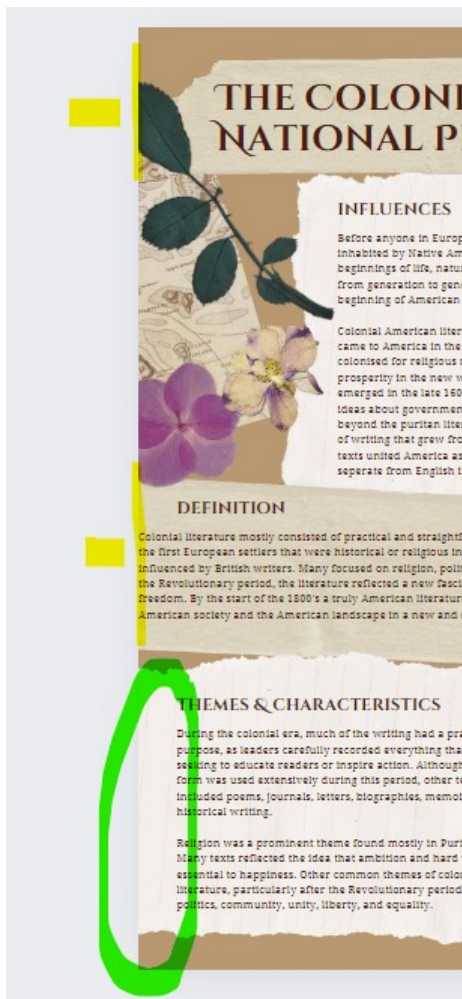 THE COLONI
NATIONAL P
INFLUENCES
Before anyone in Europ
inhabited by Native Am
beginnings of life, natu
from generation to gene
beginning of American
Colonial American liter
came to America in the
colonised for religious
prosperity in the new w
emerged in the late 160
ideas about governmen
beyond the puritan liter
of writing that grew fro
texts united America as
seperate from English i
DEFINITION
Colonial literature mostly consisted of practical and straightf
the first European settlers that were historical or religious in
influenced by British writers. Many focused on religion, polit
the Revolutionary period, the literature reflected a new fasci
freedom. By the start of the 1800's a truly American literature
American society and the American landscape in a new and
THEMES & CHARACTERISTICS
During the colonial era, much of the writing had a pra
purpose, as leaders carefully recorded everything tha
seeking to educate readers or inspire action. Although
form was used extensively during this period, other te
included poems, journals, letters, biographies, memoi
historical writing.
Religion was a prominent theme found mostly in Puri
Many texts reflected the idea that ambition and hard
essential to happiness. Other common themes of colo
literature, particularly after the Revolutionary period
politics, community, unity, liberty, and equality.